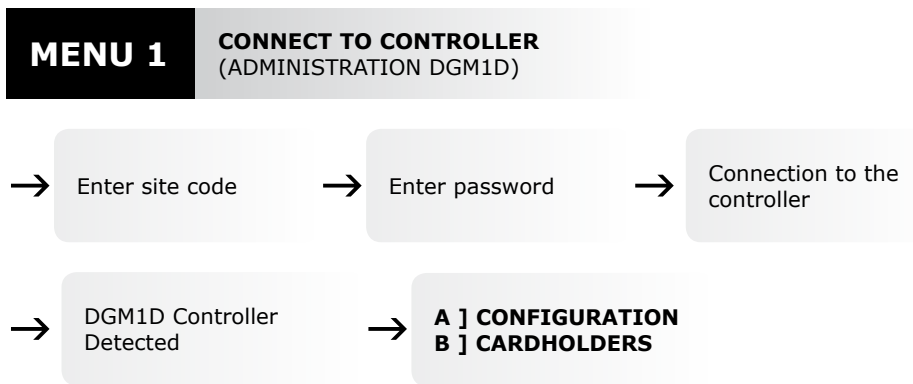 MENU 1
CONNECT TO CONTROLLER
(ADMINISTRATION DGM1D)
→ Enter site code
→ Enter password
→ Connection to the
controller
→ DGM1D Controller
Detected
→ A ] CONFIGURATION
B ] CARDHOLDERS